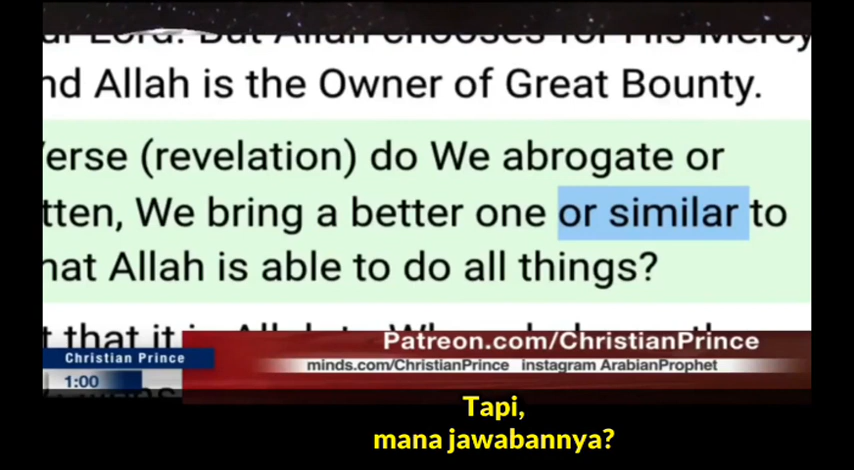 nd Allah is the Owner of Great Bounty.
erse (revelation) do We abrogate or
tten, We bring a better one or similar to
hat Allah is able to do all things?
Patreon.com/ChristianPrince
Christian Prince
minds.com/ChristianPrince instagram ArabianProphet
1:00
Tapi,
mana jawabannya?